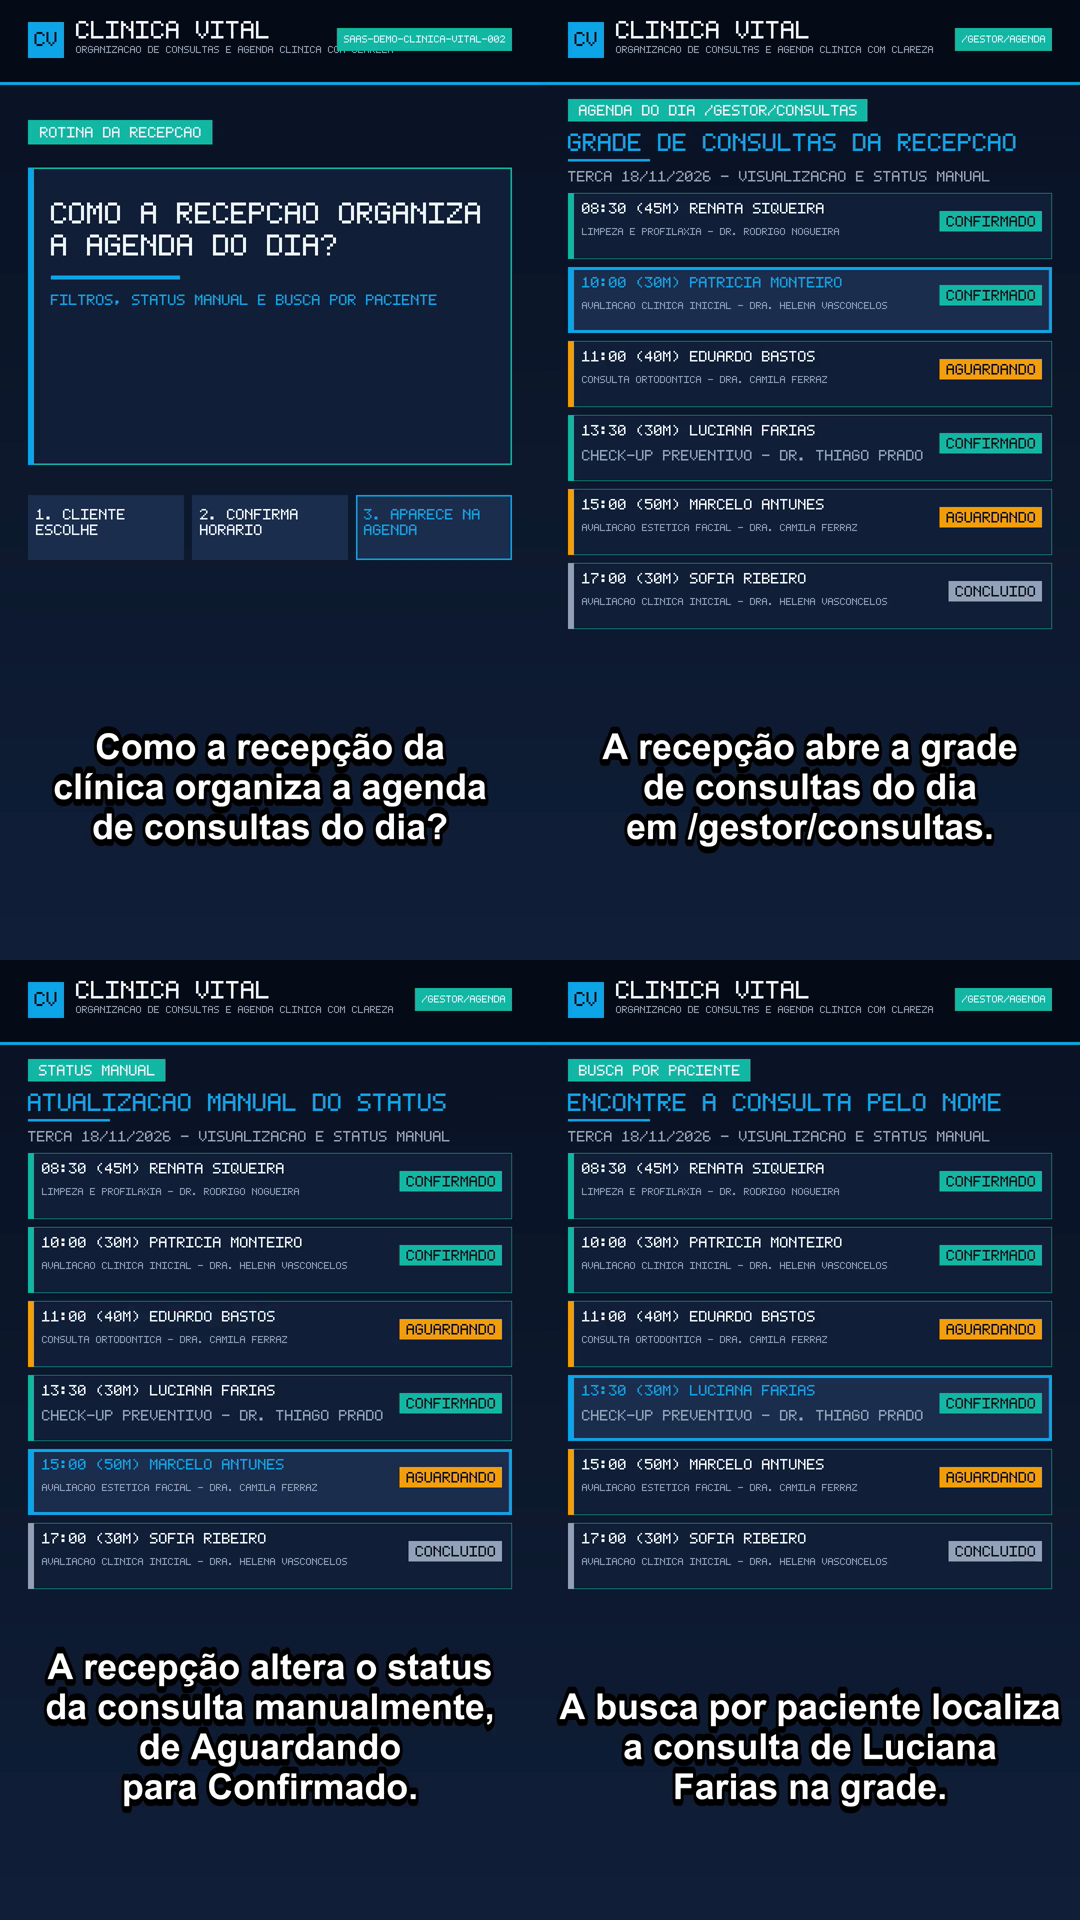 CV
CLINICA VITAL
ORGANIZACAO DE CONSULTAS E AGENDA CLINICA COM CLAREZA
SAAS-DEMO-CLINICA-VITAL-002
ROTINA DA RECEPCAO
COMO A RECEPCAO ORGANIZA
A AGENDA DO DIA?
FILTROS, STATUS MANUAL E BUSCA POR PACIENTE
1. CLIENTE
ESCOLHE
2. CONFIRMA
HORARIO
3. APARECE NA
AGENDA
Como a recepção da
clínica organiza a agenda
de consultas do dia?
CV
CLINICA VITAL
ORGANIZACAO DE CONSULTAS E AGENDA CLINICA COM CLAREZA
/GESTOR/AGENDA
AGENDA DO DIA /GESTOR/CONSULTAS
GRADE DE CONSULTAS DA RECEPCAO
TERCA 18/11/2026 - VISUALIZACAO E STATUS MANUAL
08:30 (45M) RENATA SIQUEIRA
LIMPEZA E PROFILAXIA - DR. RODRIGO NOGUEIRA
CONFIRMADO
10:00 (30M) PATRICIA MONTEIRO
AVALIACAO CLINICA INICIAL - DRA. HELENA VASCONCELOS
CONFIRMADO
11:00 (40M) EDUARDO BASTOS
CONSULTA ORTODONTICA - DRA. CAMILA FERRAZ
AGUARDANDO
13:30 (30M) LUCIANA FARIAS
CHECK-UP PREVENTIVO - DR. THIAGO PRADO
CONFIRMADO
15:00 (50M) MARCELO ANTUNES
AVALIACAO ESTETICA FACIAL - DRA. CAMILA FERRAZ
AGUARDANDO
17:00 (30M) SOFIA RIBEIRO
AVALIACAO CLINICA INICIAL - DRA. HELENA VASCONCELOS
CONCLUIDO
A recepção abre a grade
de consultas do dia
em /gestor/consultas.
CV
CLINICA VITAL
ORGANIZACAO DE CONSULTAS E AGENDA CLINICA COM CLAREZA
/GESTOR/AGENDA
STATUS MANUAL
ATUALIZACAO MANUAL DO STATUS
TERCA 18/11/2026 - VISUALIZACAO E STATUS MANUAL
08:30 (45M) RENATA SIQUEIRA
LIMPEZA E PROFILAXIA - DR. RODRIGO NOGUEIRA
CONFIRMADO
10:00 (30M) PATRICIA MONTEIRO
AVALIACAO CLINICA INICIAL - DRA. HELENA VASCONCELOS
CONFIRMADO
11:00 (40M) EDUARDO BASTOS
CONSULTA ORTODONTICA - DRA. CAMILA FERRAZ
AGUARDANDO
13:30 (30M) LUCIANA FARIAS
CHECK-UP PREVENTIVO - DR. THIAGO PRADO
CONFIRMADO
15:00 (50M) MARCELO ANTUNES
AVALIACAO ESTETICA FACIAL - DRA. CAMILA FERRAZ
AGUARDANDO
17:00 (30M) SOFIA RIBEIRO
AVALIACAO CLINICA INICIAL - DRA. HELENA VASCONCELOS
CONCLUIDO
A recepção altera o status
da consulta manualmente,
de Aguardando
para Confirmado.
CV
CLINICA VITAL
ORGANIZACAO DE CONSULTAS E AGENDA CLINICA COM CLAREZA
/GESTOR/AGENDA
BUSCA POR PACIENTE
ENCONTRE A CONSULTA PELO NOME
TERCA 18/11/2026 - VISUALIZACAO E STATUS MANUAL
08:30 (45M) RENATA SIQUEIRA
LIMPEZA E PROFILAXIA - DR. RODRIGO NOGUEIRA
CONFIRMADO
10:00 (30M) PATRICIA MONTEIRO
AVALIACAO CLINICA INICIAL - DRA. HELENA VASCONCELOS
CONFIRMADO
11:00 (40M) EDUARDO BASTOS
CONSULTA ORTODONTICA - DRA. CAMILA FERRAZ
AGUARDANDO
13:30 (30M) LUCIANA FARIAS
CHECK-UP PREVENTIVO - DR. THIAGO PRADO
CONFIRMADO
15:00 (50M) MARCELO ANTUNES
AVALIACAO ESTETICA FACIAL - DRA. CAMILA FERRAZ
AGUARDANDO
17:00 (30M) SOFIA RIBEIRO
AVALIACAO CLINICA INICIAL - DRA. HELENA VASCONCELOS
CONCLUIDO
A busca por paciente localiza
a consulta de Luciana
Farias na grade.